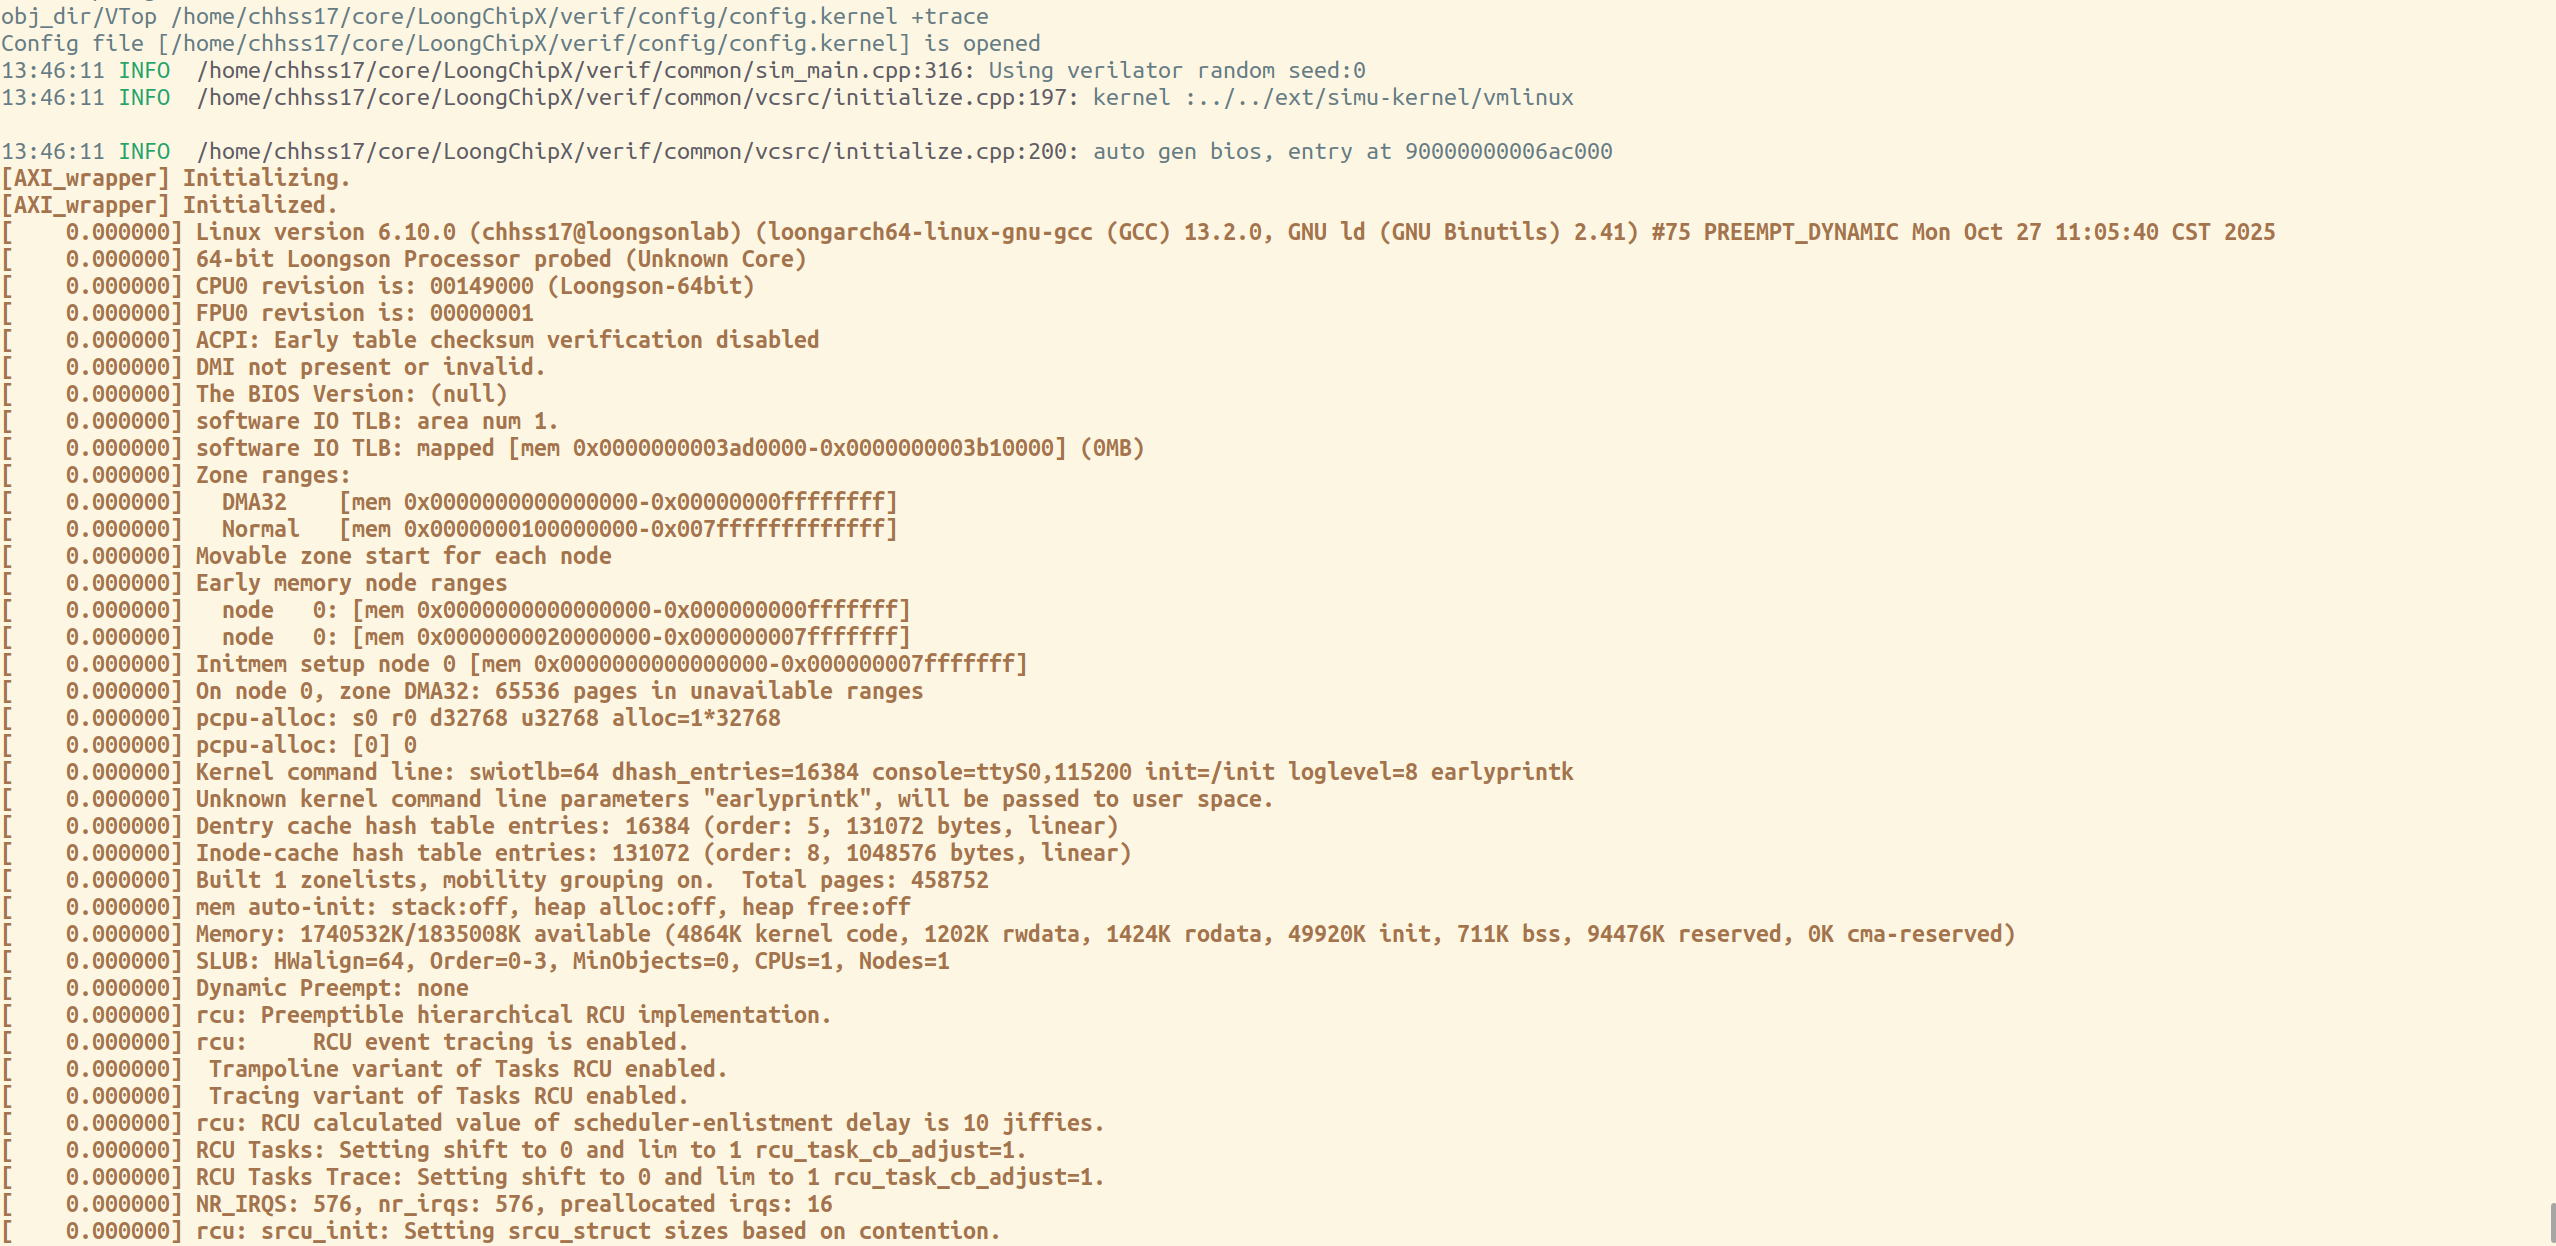 obj_dir/VTop /home/chhss17/core/LoongChipX/verif/config/config.kernel +trace
Config file [/home/chhss17/core/LoongChipX/verif/config/config.kernel] is opened
13:46:11 INFO  /home/chhss17/core/LoongChipX/verif/common/sim_main.cpp:316: Using verilator random seed:0
13:46:11 INFO  /home/chhss17/core/LoongChipX/verif/common/vcsrc/initialize.cpp:197: kernel :../../ext/simu-kernel/vmlinux
13:46:11 INFO  /home/chhss17/core/LoongChipX/verif/common/vcsrc/initialize.cpp:200: auto gen bios, entry at 90000000006ac000
[AXI_wrapper] Initializing.
[AXI_wrapper] Initialized.
[    0.000000] Linux version 6.10.0 (chhss17@loongsonlab) (loongarch64-linux-gnu-gcc (GCC) 13.2.0, GNU ld (GNU Binutils) 2.41) #75 PREEMPT_DYNAMIC Mon Oct 27 11:05:40 CST 2025
[    0.000000] 64-bit Loongson Processor probed (Unknown Core)
[    0.000000] CPU0 revision is: 00149000 (Loongson-64bit)
[    0.000000] FPU0 revision is: 00000001
[    0.000000] ACPI: Early table checksum verification disabled
[    0.000000] DMI not present or invalid.
[    0.000000] The BIOS Version: (null)
[    0.000000] software IO TLB: area num 1.
[    0.000000] software IO TLB: mapped [mem 0x0000000003ad0000-0x0000000003b10000] (0MB)
[    0.000000] Zone ranges:
[    0.000000]   DMA32    [mem 0x0000000000000000-0x00000000ffffffff]
[    0.000000]   Normal   [mem 0x0000000100000000-0x007fffffffffffff]
[    0.000000] Movable zone start for each node
[    0.000000] Early memory node ranges
[    0.000000]   node   0: [mem 0x0000000000000000-0x000000000fffffff]
[    0.000000]   node   0: [mem 0x0000000020000000-0x000000007fffffff]
[    0.000000] Initmem setup node 0 [mem 0x0000000000000000-0x000000007fffffff]
[    0.000000] On node 0, zone DMA32: 65536 pages in unavailable ranges
[    0.000000] pcpu-alloc: s0 r0 d32768 u32768 alloc=1*32768
[    0.000000] pcpu-alloc: [0] 0
[    0.000000] Kernel command line: swiotlb=64 dhash_entries=16384 console=ttyS0,115200 init=/init loglevel=8 earlyprintk
[    0.000000] Unknown kernel command line parameters "earlyprintk", will be passed to user space.
[    0.000000] Dentry cache hash table entries: 16384 (order: 5, 131072 bytes, linear)
[    0.000000] Inode-cache hash table entries: 131072 (order: 8, 1048576 bytes, linear)
[    0.000000] Built 1 zonelists, mobility grouping on.  Total pages: 458752
[    0.000000] mem auto-init: stack:off, heap alloc:off, heap free:off
[    0.000000] Memory: 1740532K/1835008K available (4864K kernel code, 1202K rwdata, 1424K rodata, 49920K init, 711K bss, 94476K reserved, 0K cma-reserved)
[    0.000000] SLUB: HWalign=64, Order=0-3, MinObjects=0, CPUs=1, Nodes=1
[    0.000000] Dynamic Preempt: none
[    0.000000] rcu: Preemptible hierarchical RCU implementation.
[    0.000000] rcu:     RCU event tracing is enabled.
[    0.000000]  Trampoline variant of Tasks RCU enabled.
[    0.000000]  Tracing variant of Tasks RCU enabled.
[    0.000000] rcu: RCU calculated value of scheduler-enlistment delay is 10 jiffies.
[    0.000000] RCU Tasks: Setting shift to 0 and lim to 1 rcu_task_cb_adjust=1.
[    0.000000] RCU Tasks Trace: Setting shift to 0 and lim to 1 rcu_task_cb_adjust=1.
[    0.000000] NR_IRQS: 576, nr_irqs: 576, preallocated irqs: 16
[    0.000000] rcu: srcu_init: Setting srcu_struct sizes based on contention.